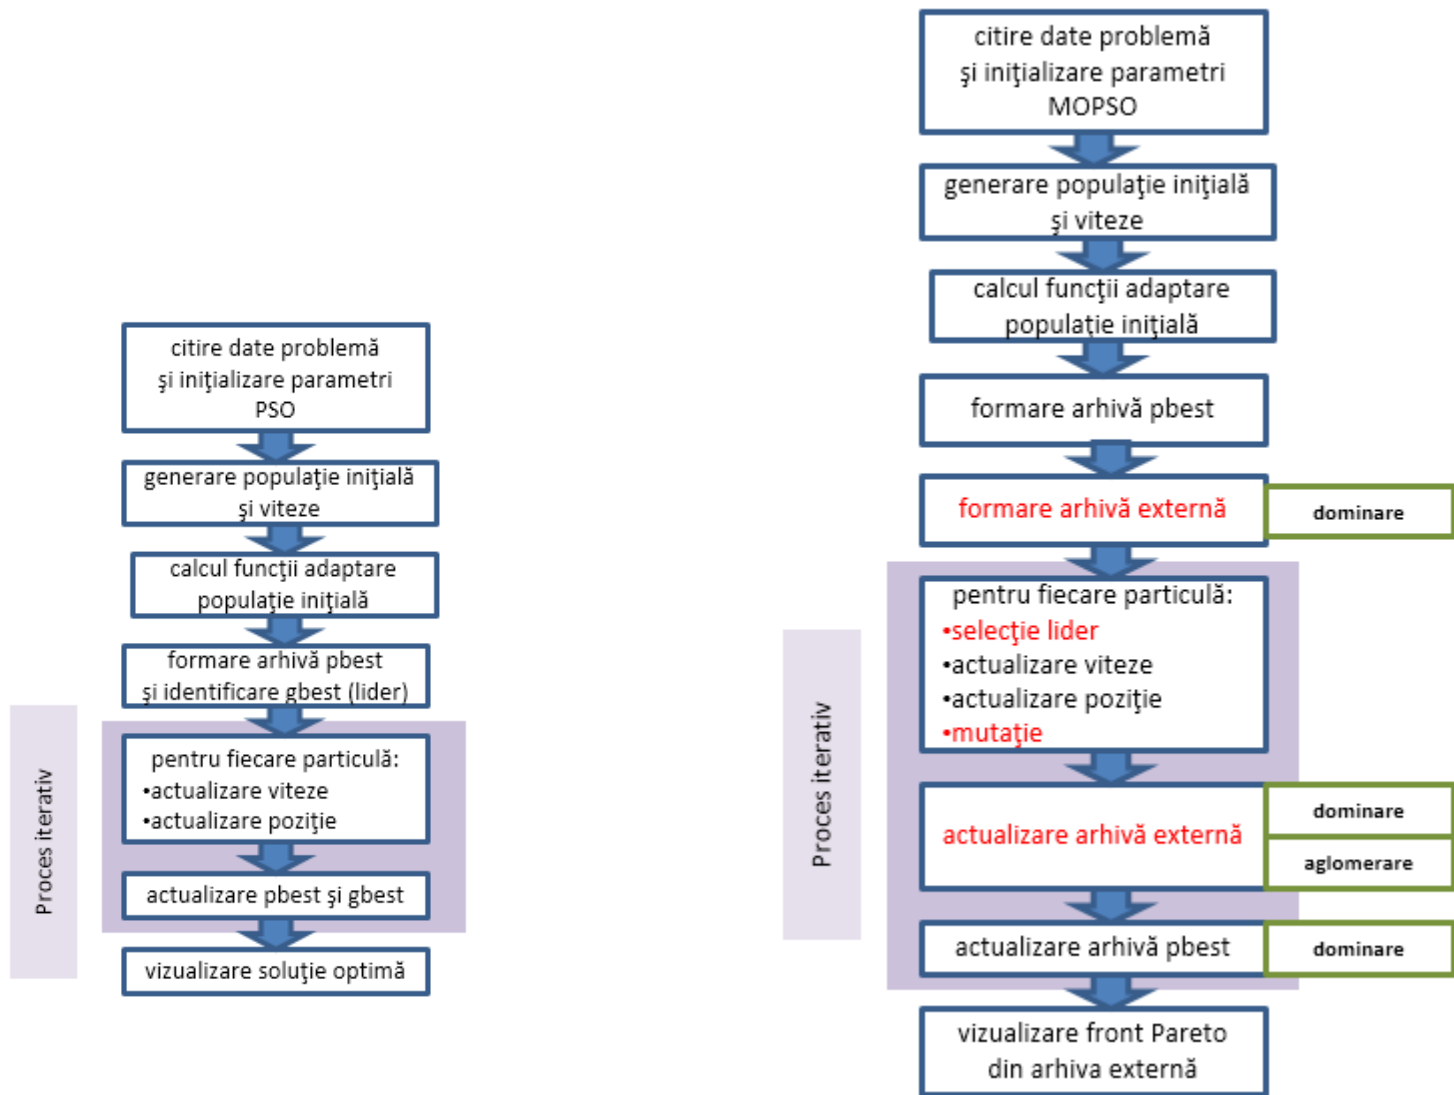 citire date problemă
şi iniţializare parametri
PSO
generare populaţie iniţială
şi viteze
calcul funcţii adaptare
populaţie iniţială
formare arhivă pbest
şi identificare gbest (lider)
Proces iterativ
pentru fiecare particulă:
•actualizare viteze
•actualizare poziţie
actualizare pbest şi gbest
vizualizare soluţie optimă
citire date problemă
şi iniţializare parametri
MOPSO
generare populaţie iniţială
şi viteze
calcul funcţii adaptare
populaţie iniţială
formare arhivă pbest
formare arhivă externă
dominare
Proces iterativ
pentru fiecare particulă:
•selecţie lider
•actualizare viteze
•actualizare poziţie
•mutaţie
actualizare arhivă externă
dominare
aglomerare
actualizare arhivă pbest
dominare
vizualizare front Pareto
din arhiva externă